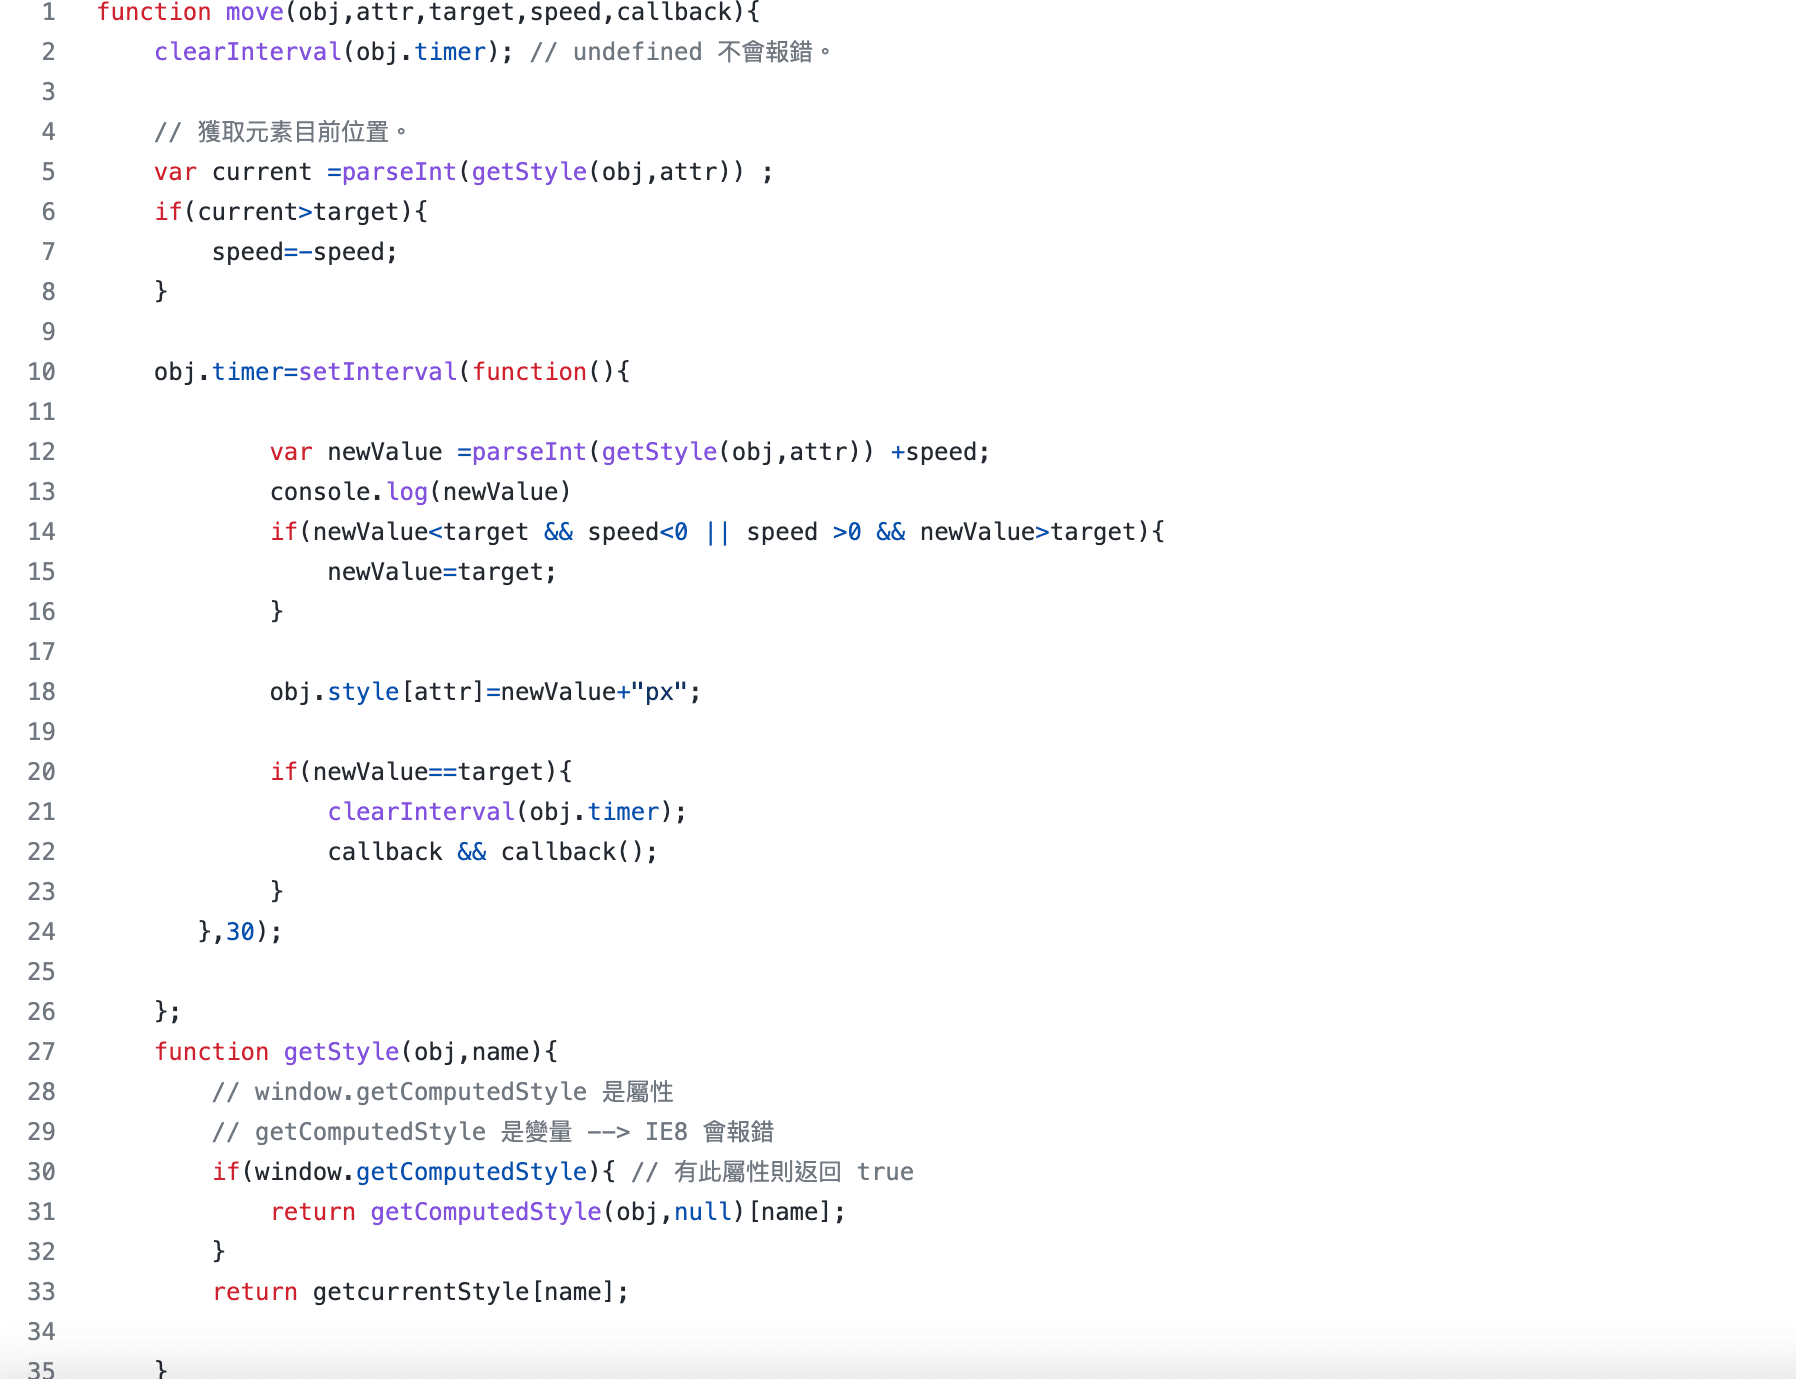 1 function move(obj,attr,target,speed,callback){
2 clearInterval(obj.timer); // undefined 不會報錯。
3
4 // 獲取元素目前位置。
5 var current =parseInt(getStyle(obj,attr)) ;
6 if(current>target){
7 speed=-speed;
8 }
9
10 obj.timer=setInterval(function(){
11
12 var newValue =parseInt(getStyle(obj,attr)) +speed;
13 console.log(newValue)
14 if(newValue<target && speed<0 || speed >0 && newValue>target){
15 newValue=target;
16 }
17
18 obj.style[attr]=newValue+"px";
19
20 if(newValue==target){
21 clearInterval(obj.timer);
22 callback && callback();
23 }
24 },30);
25
26 };
27 function getStyle(obj,name){
28 // window.getComputedStyle 是屬性
29 // getComputedStyle 是變量 --> IE8 會報錯
30 if(window.getComputedStyle){ // 有此屬性則返回 true
31 return getComputedStyle(obj,null)[name];
32 }
33 return getcurrentStyle[name];
34
35 }